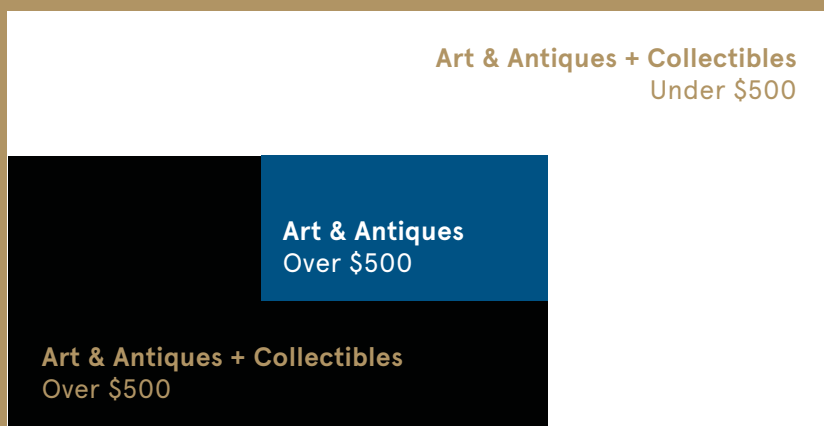 Art & Antiques + Collectibles
Under $500
Art & Antiques
Over $500
Art & Antiques + Collectibles
Over $500